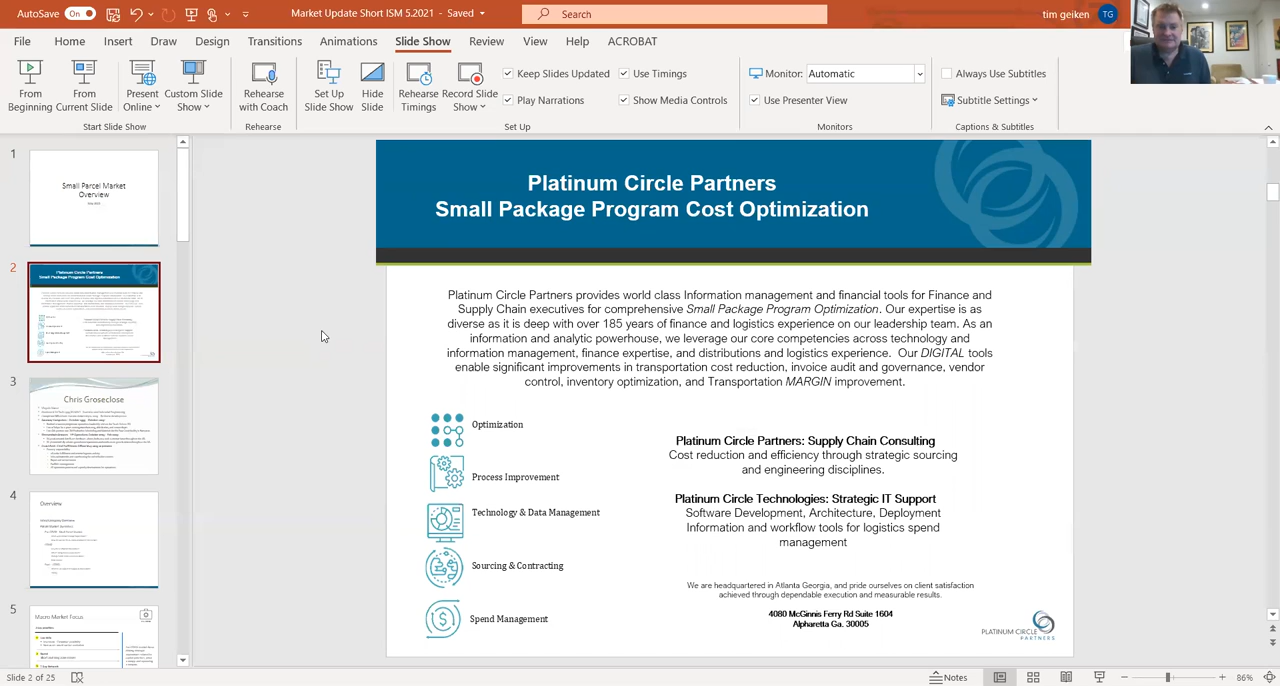 AutoSave On
Market Update Short ISM 5.2021 - Saved
Search
tim geiken TG
File Home Insert Draw Design Transitions Animations Slide Show Review View Help ACROBAT
From Beginning
From Current Slide
Present Online
Custom Slide Show
Rehearse with Coach
Set Up Slide Show
Hide Slide
Rehearse Timings
Record Slide Show
Keep Slides Updated
Play Narrations
Use Timings
Show Media Controls
Monitor: Automatic
Use Presenter View
Always Use Subtitles
Subtitle Settings
Start Slide Show
Rehearse
Set Up
Monitors
Captions & Subtitles
1
Small Parcel Market
Overview
2
Platinum Circle Partners
Small Package Program Cost Optimization
3
Chris Groseclose
4
Overview
5
Macro Market Focus
Platinum Circle Partners
Small Package Program Cost Optimization
Platinum Circle Partners provides world class Information management and financial tools for Finance and
Supply Chain executives for comprehensive Small Package Program Optimization. Our expertise is as
diverse as it is deep with over 185 years of finance and logistics experience on our leadership team. As an
information and analytic powerhouse, we leverage our core competencies across technology and
information management, finance expertise, and distributions and logistics experience. Our DIGITAL tools
enable significant improvements in transportation cost reduction, invoice audit and governance, vendor
control, inventory optimization, and Transportation MARGIN improvement.
Optimization
Process Improvement
Technology & Data Management
Sourcing & Contracting
Spend Management
Platinum Circle Partners: Supply Chain Consulting
Cost reduction and efficiency through strategic sourcing
and engineering disciplines.
Platinum Circle Technologies: Strategic IT Support
Software Development, Architecture, Deployment
Information and workflow tools for logistics spend
management
We are headquartered in Atlanta Georgia, and pride ourselves on client satisfaction
achieved through dependable execution and measurable results.
4080 McGinnis Ferry Rd Suite 1604
Alpharetta Ga. 30005
PLATINUM CIRCLE
PARTNERS
Slide 2 of 25
Notes
86%